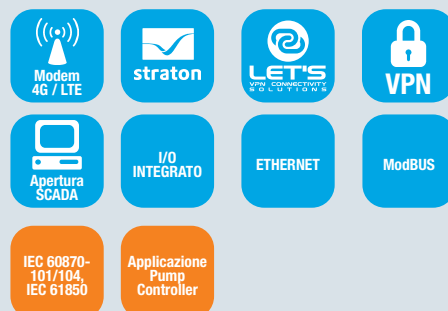 Modem
4G / LTE
straton
LET'S
VPN CONNECTIVITY
SOLUTIONS
VPN
Apertura
SCADA
I/O
INTEGRATO
ETHERNET
ModBUS
IEC 60870-
101/104,
IEC 61850
Applicazione
Pump
Controller